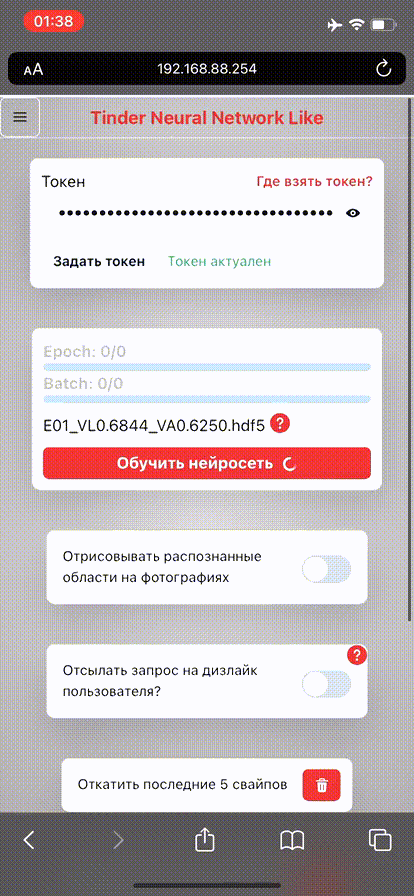 01:38
AA
192.168.88.254
Tinder Neural Network Like
Токен
Где взять токен?
••••••••••••••••••••••••••••••••••
Задать токен
Токен актуален
Epoch: 0/0
Batch: 0/0
E01_VL0.6844_VA0.6250.hdf5 ?
Обучить нейросеть
Отрисовывать распознанные
области на фотографиях
?
Отсылать запрос на дизлайк
пользователя?
Откатить последние 5 свайпов